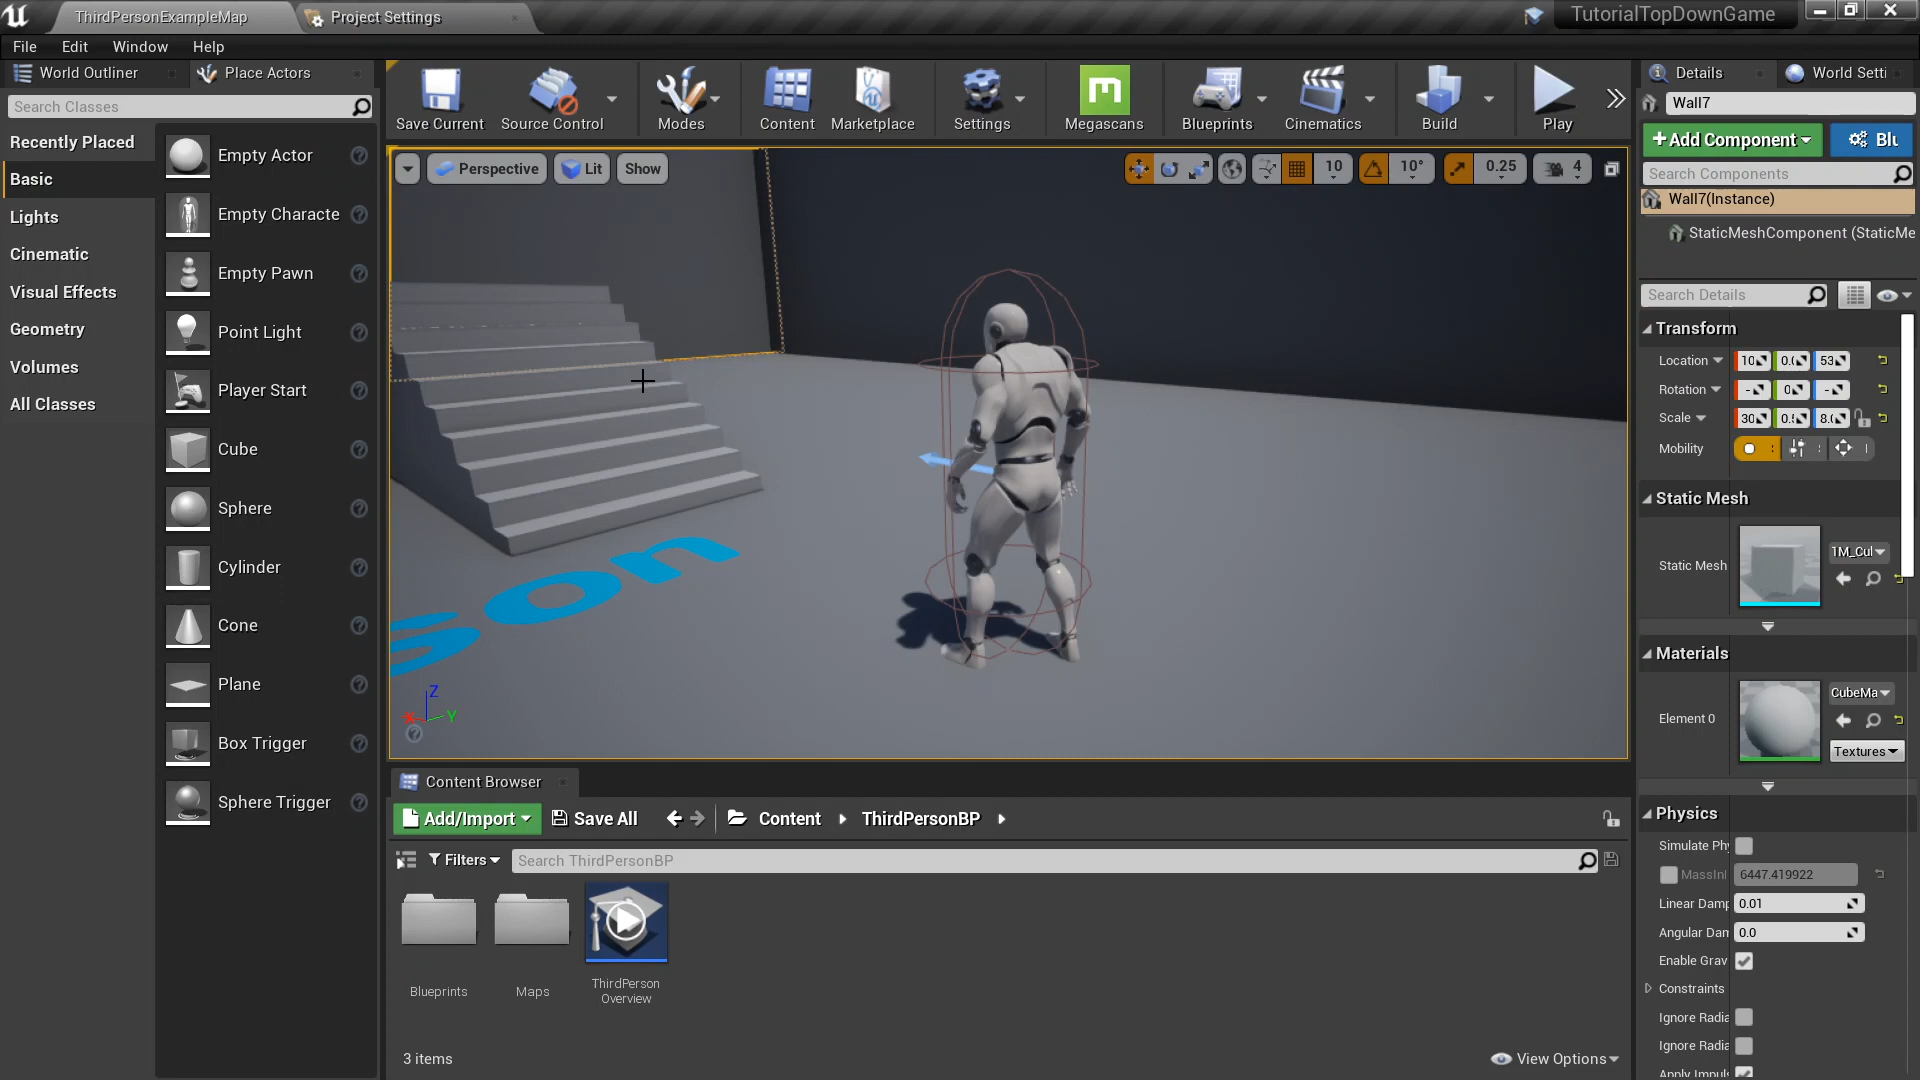 ThirdPersonExampleMap
Project Settings
TutorialTopDownGame
File
Edit
Window
Help
World Outliner
Place Actors
Search Classes
Recently Placed
Basic
Lights
Cinematic
Visual Effects
Geometry
Volumes
All Classes
Empty Actor
Empty Characte
Empty Pawn
Point Light
Player Start
Cube
Sphere
Cylinder
Cone
Plane
Box Trigger
Sphere Trigger
Save Current
Source Control
Modes
Content
Marketplace
Settings
Megascans
Blueprints
Cinematics
Build
Play
Perspective
Lit
Show
10
10°
0.25
4
son
Z
X
Y
Content Browser
Add/Import
Save All
Content
ThirdPersonBP
Filters
Search ThirdPersonBP
Blueprints
Maps
ThirdPerson
Overview
3 items
View Options
Details
World Setti
Wall7
+Add Component
Blu
Search Components
Wall7(Instance)
StaticMeshComponent (StaticMe
Search Details
Transform
Location
10
0.0
53
Rotation
-
0
-
Scale
30
0.5
8.0
Mobility
Static Mesh
Static Mesh
1M_Cul
Materials
Element 0
CubeMa
Textures
Physics
Simulate Phy
MassInl
6447.419922
Linear Damp
0.01
Angular Dam
0.0
Enable Grav
Constraints
Ignore Radia
Ignore Radia
Apply Impuls